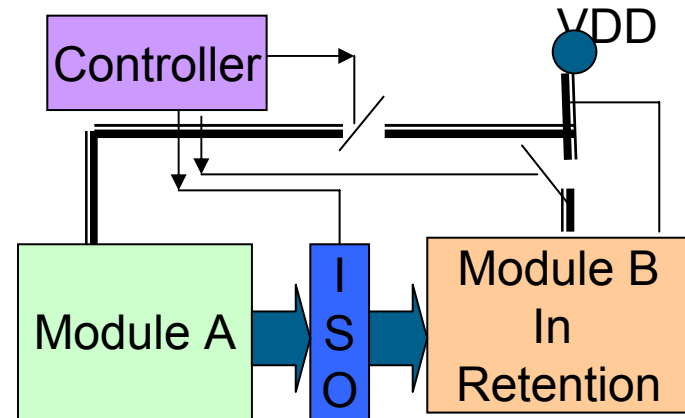 VDD
Controller
Module A
I
S
O
Module B
In
Retention